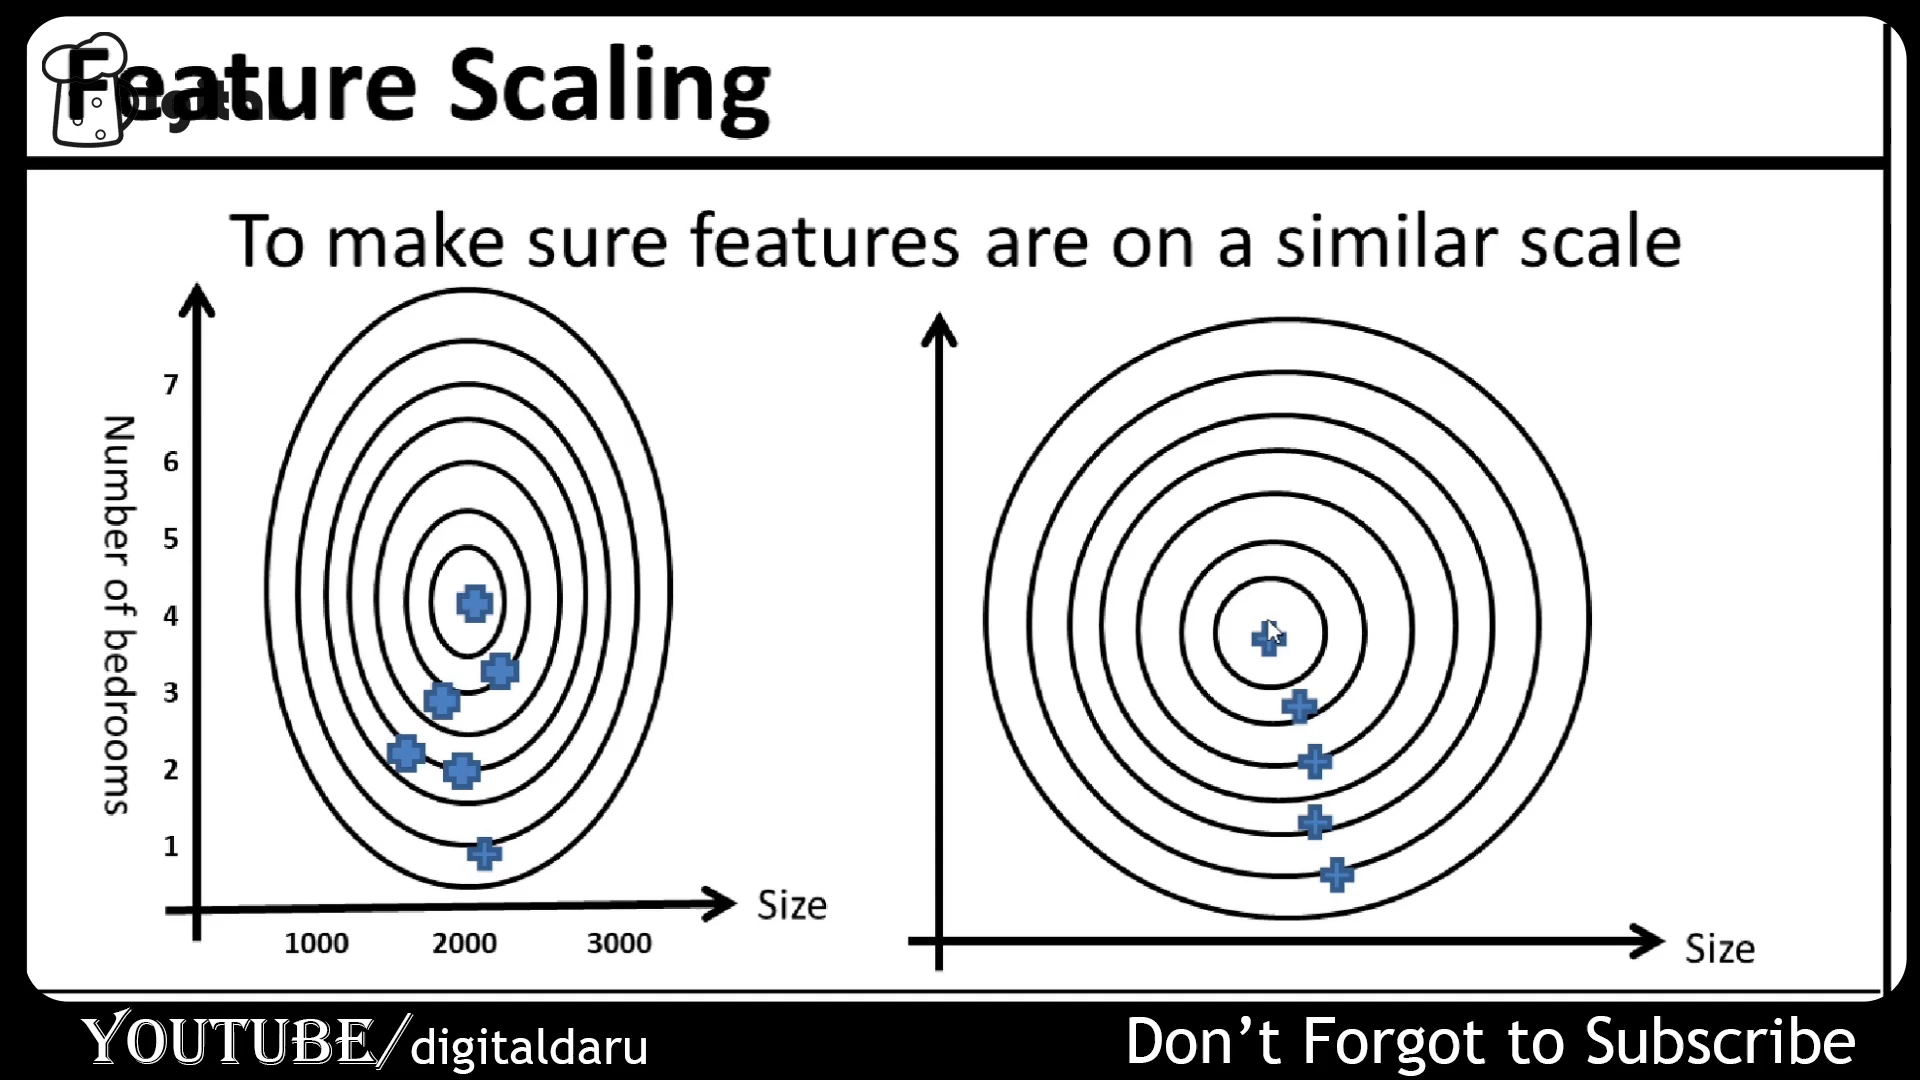 Feature Scaling
To make sure features are on a similar scale
Number of bedrooms
7
6
5
4
3
2
1
1000 2000 3000
Size
Size
YOUTUBE/digitaldaru
Don't Forgot to Subscribe